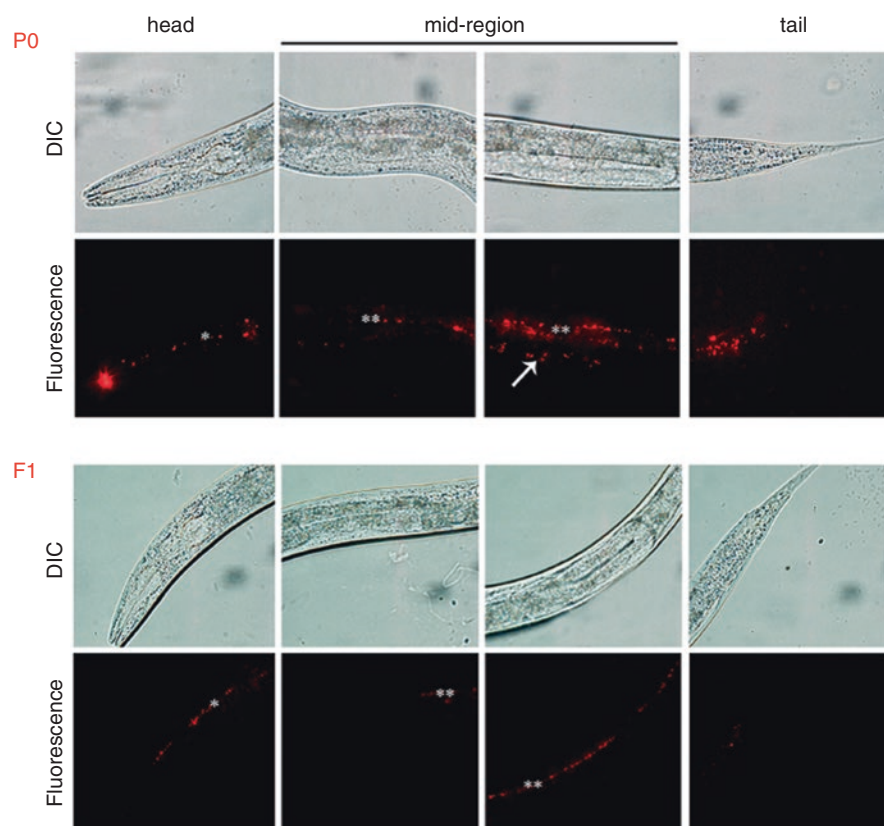 head mid-region tail
P0
DIC
*
**
**
Fluorescence
F1
DIC
*
**
**
Fluorescence